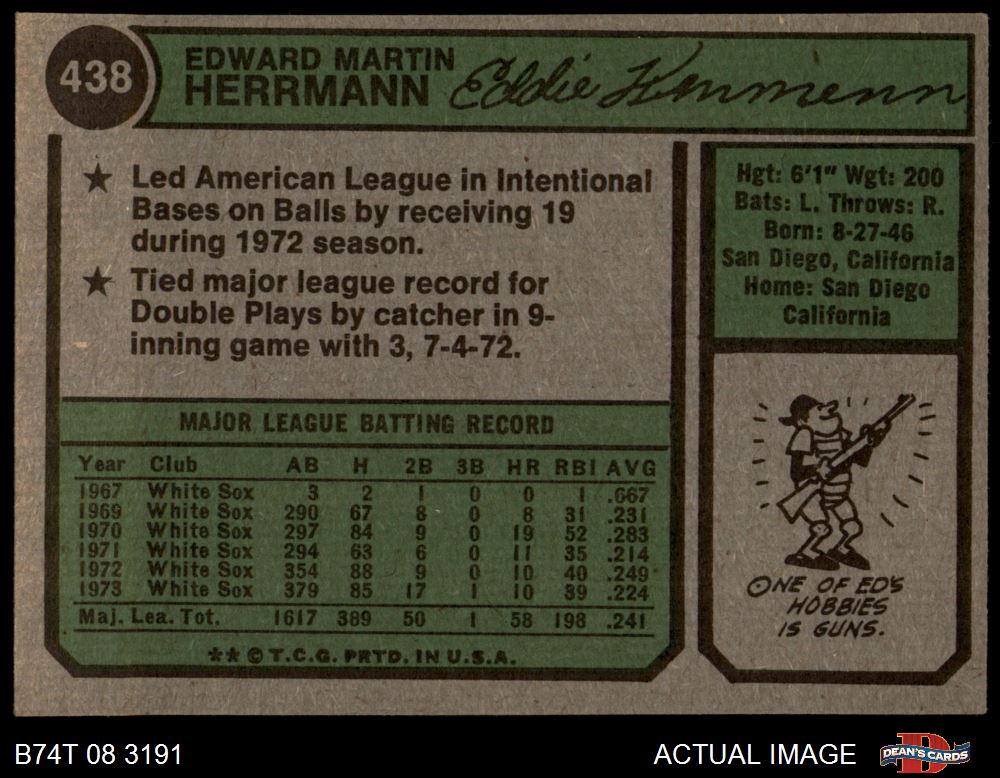 438
EDWARD MARTIN
HERRMANN
Eddie Herrmann
★ Led American League in Intentional
Bases on Balls by receiving 19
during 1972 season.
★ Tied major league record for
Double Plays by catcher in 9-
inning game with 3, 7-4-72.
Hgt: 6'1" Wgt: 200
Bats: L. Throws: R.
Born: 8-27-46
San Diego, California
Home: San Diego
California
MAJOR LEAGUE BATTING RECORD
Year Club AB H 2B 3B HR RBI AVG
1967 White Sox 3 2 1 0 0 1 .667
1969 White Sox 290 67 8 0 8 31 .231
1970 White Sox 297 84 9 0 19 52 .283
1971 White Sox 294 63 6 0 11 35 .214
1972 White Sox 354 88 9 0 10 40 .249
1973 White Sox 379 85 17 1 10 39 .224
Maj. Lea. Tot. 1617 389 50 1 58 198 .241
** © T.C.G. PRTD. IN U.S.A.
ONE OF ED'S
HOBBIES
IS GUNS.
B74T 08 3191
ACTUAL IMAGE
D
DEAN'S CARDS